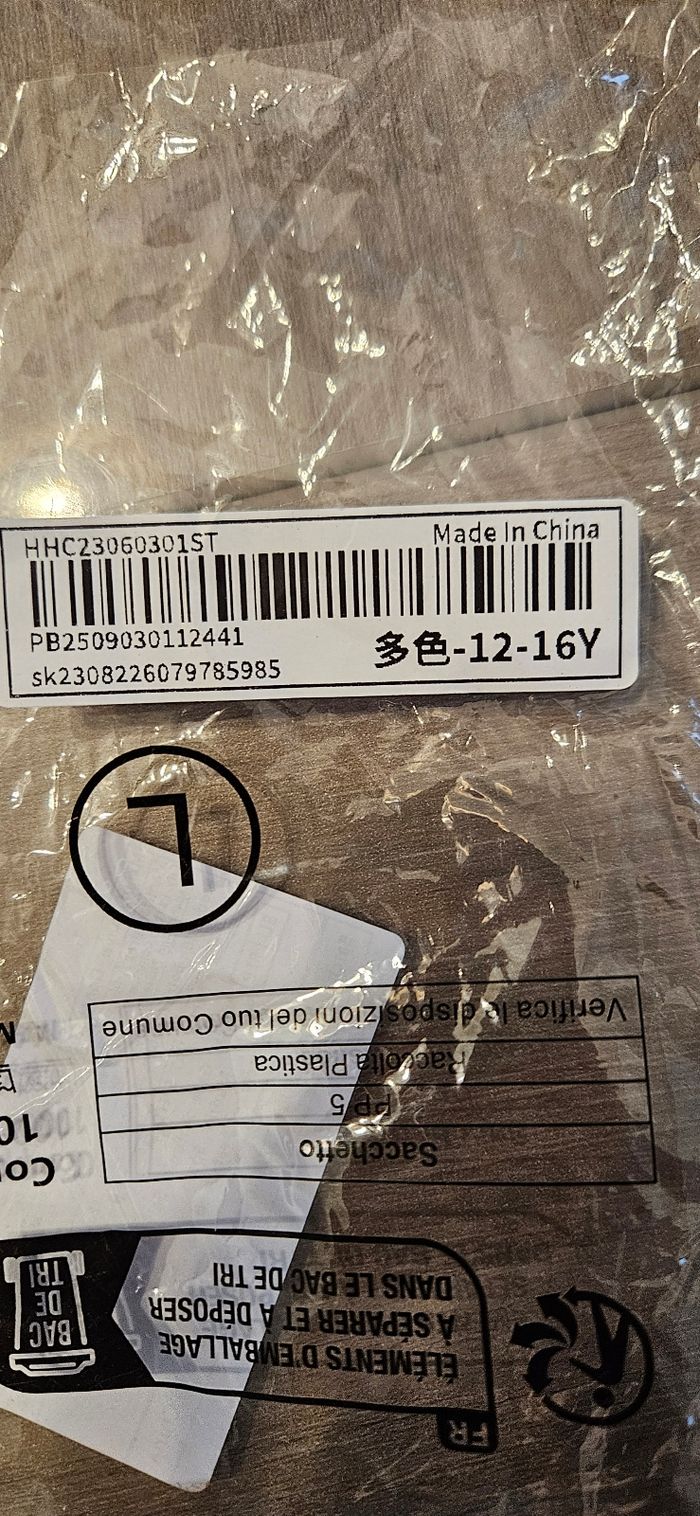 HHC23060301ST
Made In China
PB2509030112441
多色-12-16Y
sk2308226079785985
L
Sacchetto
PP 5
Raccolta Plastica
Verifica le disposizioni del tuo Comune
FR
ÉLÉMENTS D'EMBALLAGE
À SÉPARER ET À DÉPOSER
DANS LE BAC DE TRI
BAC
DE
TRI